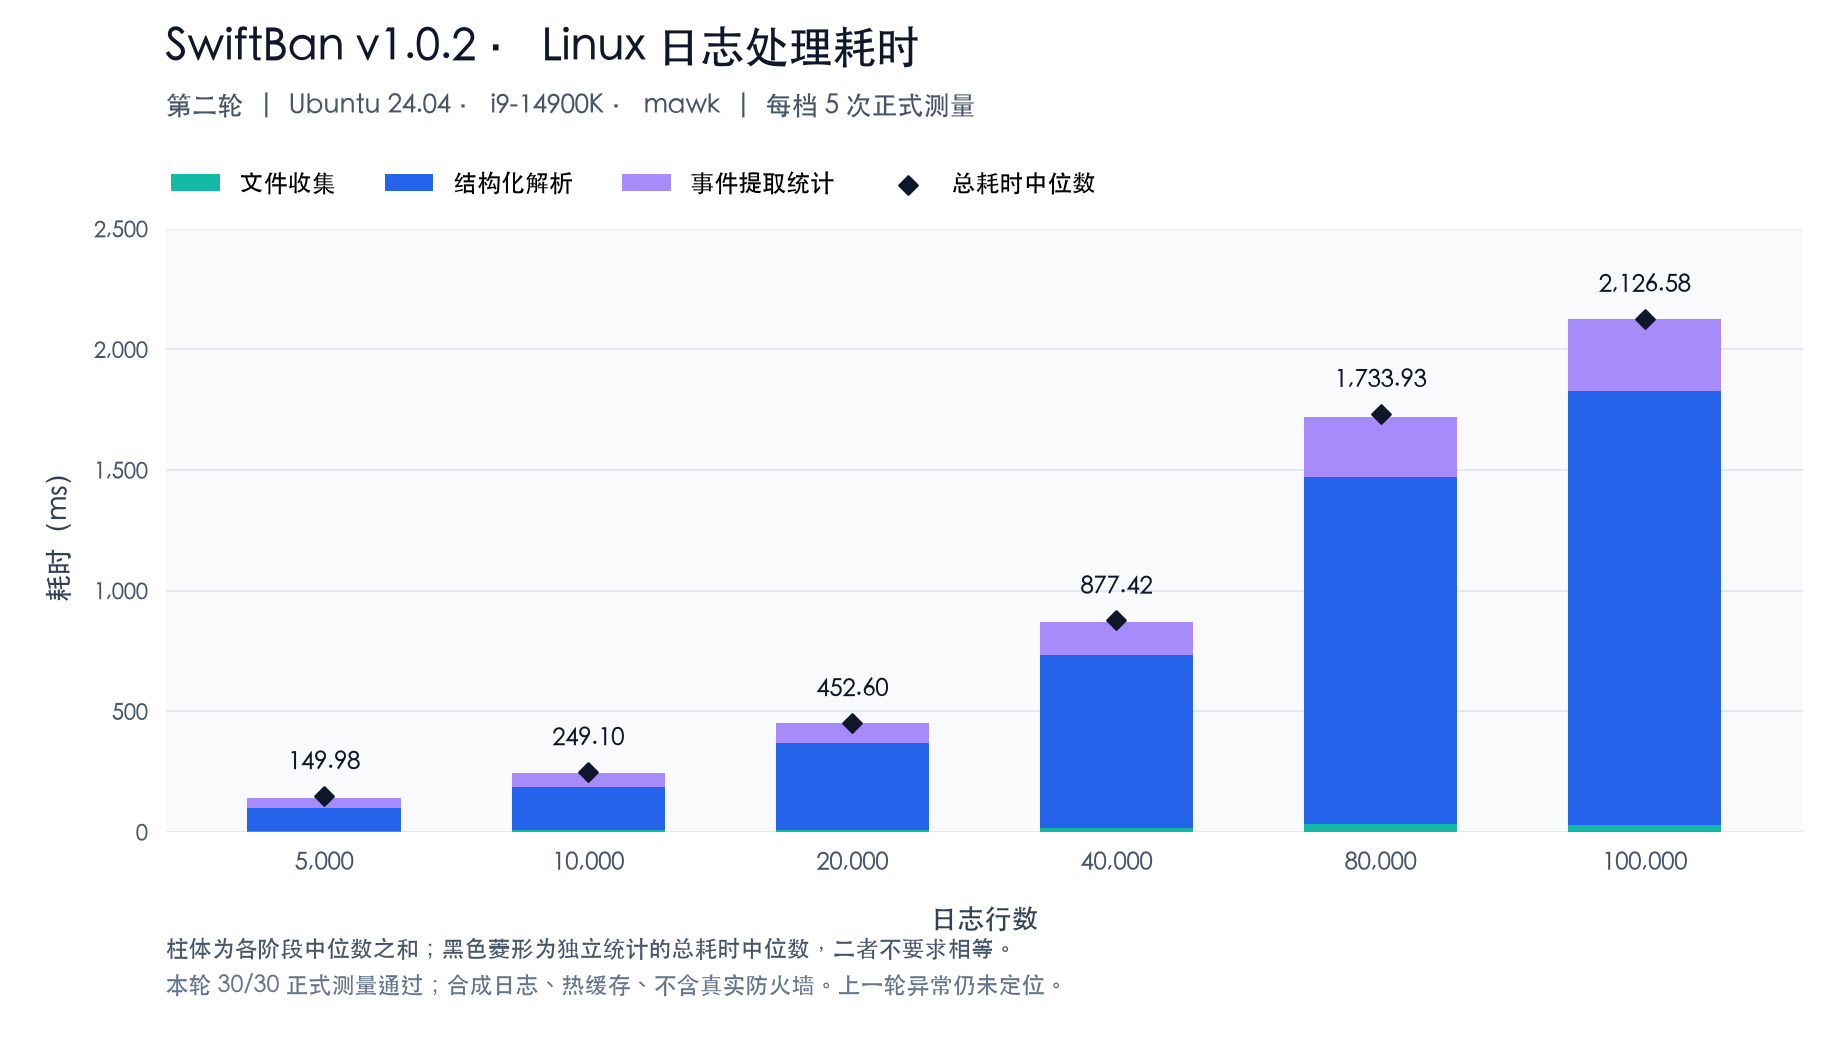 SwiftBan v1.0.2 · Linux 日志处理耗时
第二轮 | Ubuntu 24.04 · i9-14900K · mawk | 每档 5 次正式测量
文件收集 结构化解析 事件提取统计 总耗时中位数
2,500
2,000
1,500
1,000
500
0
耗时 (ms)
149.98
249.10
452.60
877.42
1,733.93
2,126.58
5,000 10,000 20,000 40,000 80,000 100,000
日志行数
柱体为各阶段中位数之和；黑色菱形为独立统计的总耗时中位数，二者不要求相等。
本轮 30/30 正式测量通过；合成日志、热缓存、不含真实防火墙。上一轮异常仍未定位。